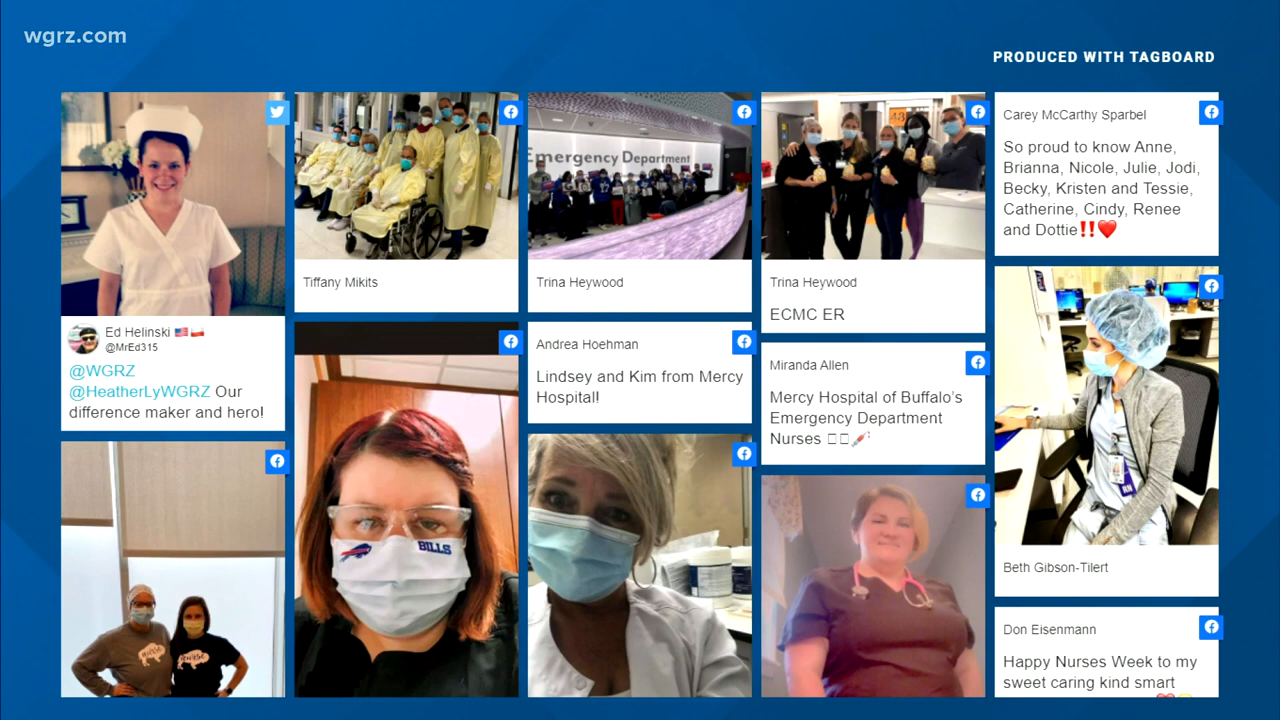 wgrz.com
PRODUCED WITH TAGBOARD
Ed Helinski 🇺🇸🇵🇱
@MrEd315
@WGRZ
@HeatherLyWGRZ Our
difference maker and hero!
nurse
nurse
Tiffany Mikits
BILLS
Emergency Department
Trina Heywood
Andrea Hoehman
Lindsey and Kim from Mercy
Hospital!
Trina Heywood
ECMC ER
Miranda Allen
Mercy Hospital of Buffalo's
Emergency Department
Nurses □□💉
Carey McCarthy Sparbel
So proud to know Anne,
Brianna, Nicole, Julie, Jodi,
Becky, Kristen and Tessie,
Catherine, Cindy, Renee
and Dottie‼️❤️
RN
Beth Gibson-Tilert
Don Eisenmann
Happy Nurses Week to my
sweet caring kind smart